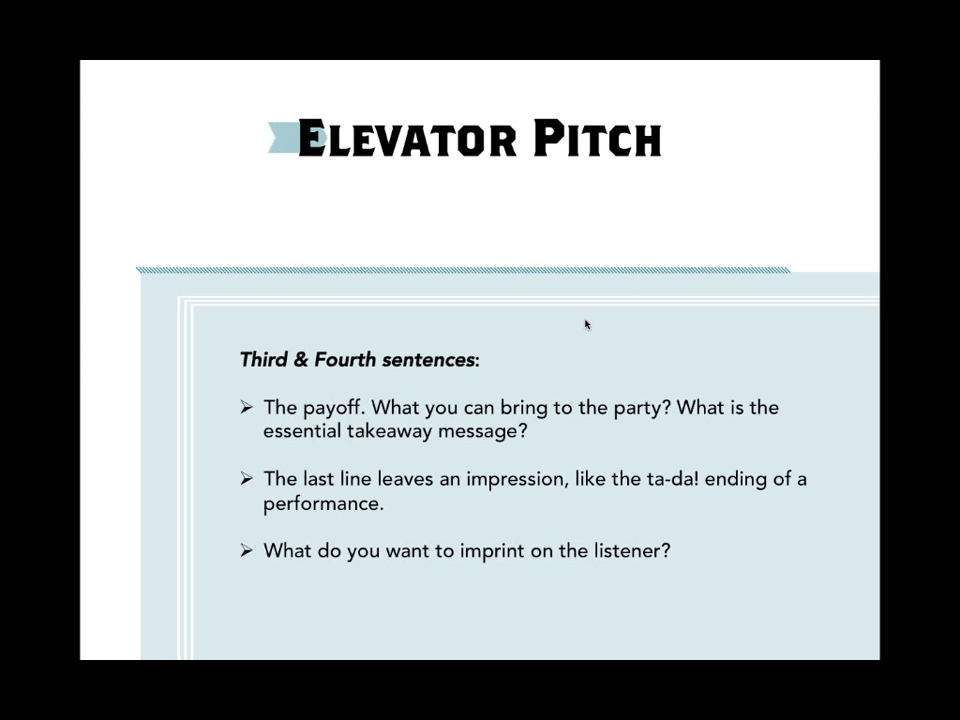 ELEVATOR PITCH
Third & Fourth sentences:
➢ The payoff. What you can bring to the party? What is the
essential takeaway message?
➢ The last line leaves an impression, like the ta-da! ending of a
performance.
➢ What do you want to imprint on the listener?